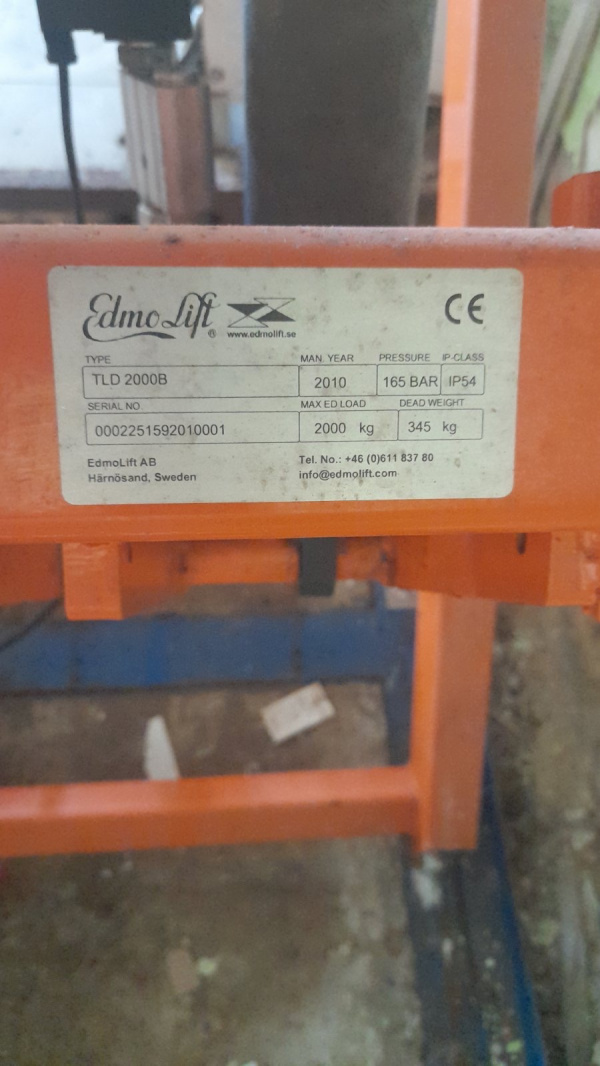 Edmo Lift ®
www.edmolift.se
CE
TYPE MAN. YEAR PRESSURE IP-CLASS
TLD 2000B 2010 165 BAR IP54
SERIAL NO. MAX ED LOAD DEAD WEIGHT
0002251592010001 2000 kg 345 kg
EdmoLift AB Tel. No.: +46 (0)611 837 80
Härnösand, Sweden info@edmolift.com